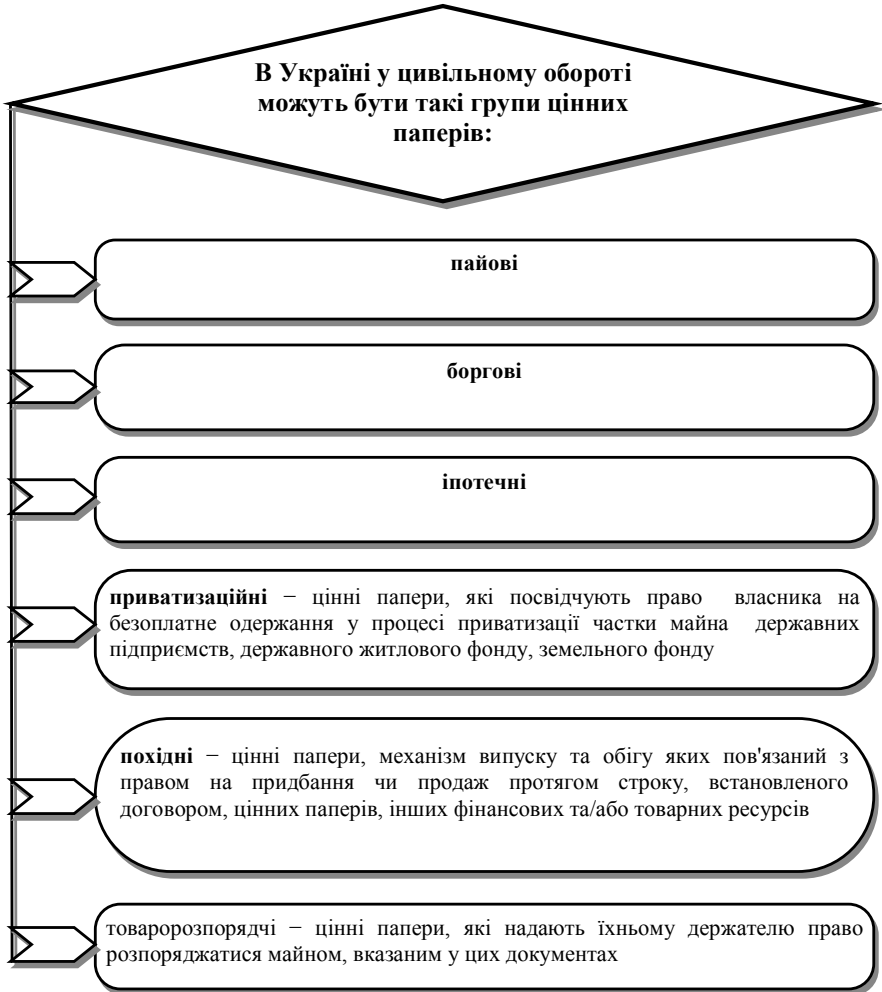 В Україні у цивільному обороті
можуть бути такі групи цінних
паперів:
пайові
боргові
іпотечні
приватизаційні − цінні папери, які посвідчують право власника на
безоплатне одержання у процесі приватизації частки майна державних
підприємств, державного житлового фонду, земельного фонду
похідні − цінні папери, механізм випуску та обігу яких пов'язаний з
правом на придбання чи продаж протягом строку, встановленого
договором, цінних паперів, інших фінансових та/або товарних ресурсів
товаророзпорядчі − цінні папери, які надають їхньому держателю право
розпоряджатися майном, вказаним у цих документах